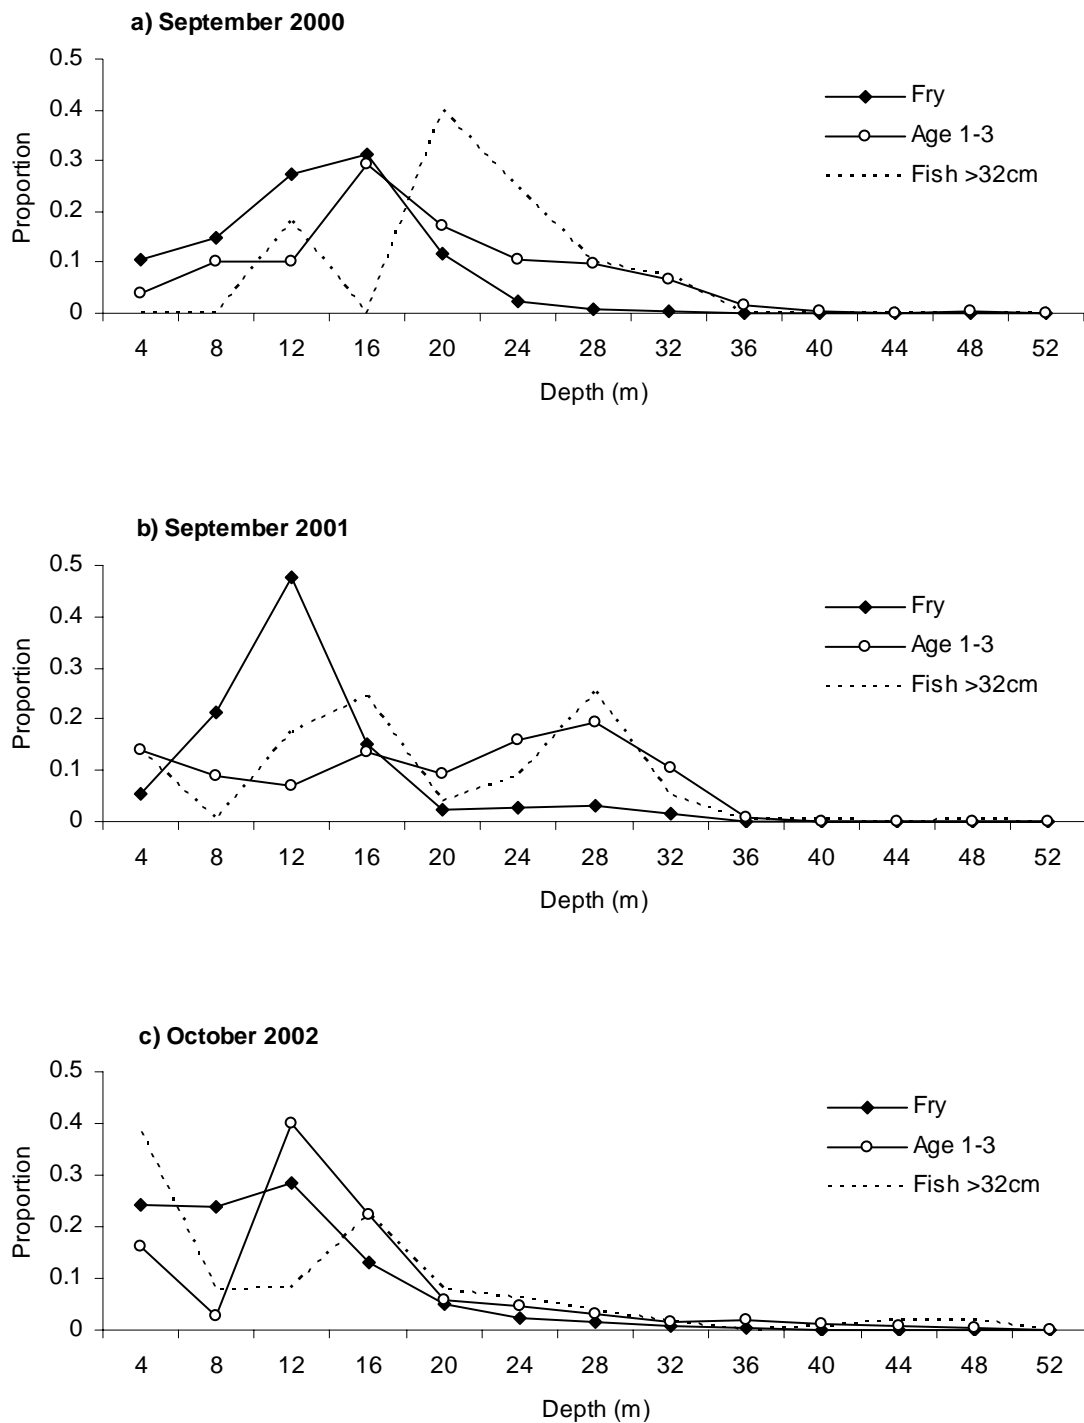 a) September 2000
0.5
0.4
0.3
0.2
0.1
0
Proportion
Fry
Age 1-3
Fish >32cm
4 8 12 16 20 24 28 32 36 40 44 48 52
Depth (m)
b) September 2001
0.5
0.4
0.3
0.2
0.1
0
Proportion
Fry
Age 1-3
Fish >32cm
4 8 12 16 20 24 28 32 36 40 44 48 52
Depth (m)
c) October 2002
0.5
0.4
0.3
0.2
0.1
0
Proportion
Fry
Age 1-3
Fish >32cm
4 8 12 16 20 24 28 32 36 40 44 48 52
Depth (m)